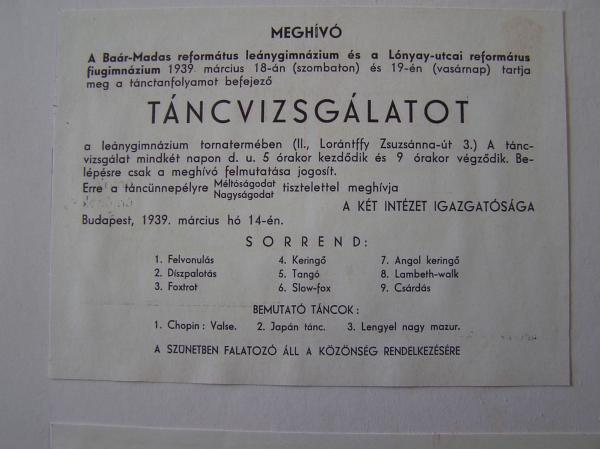 MEGHÍVÓ
A Baár-Madas református leánygimnázium és a Lónyay-utcai református
fiugimnázium 1939 március 18-án (szombaton) és 19-én (vasárnap) tartja
meg a tánctanfolyamot befejező
TÁNCVIZSGÁLATOT
a leánygimnázium tornatermében (II., Lorántffy Zsuzsánna-út 3.) A tánc-
vizsgálat mindkét napon d. u. 5 órakor kezdődik és 9 órakor végződik. Be-
lépésre csak a meghívó felmutatása jogosít.
Erre a táncünnepélyre Méltóságodat Nagyságodat tisztelettel meghívja
A KÉT INTÉZET IGAZGATÓSÁGA
Budapest, 1939. március hó 14-én.
SORREND:
1. Felvonulás 4. Keringő 7. Angol keringő
2. Díszpalotás 5. Tangó 8. Lambeth-walk
3. Foxtrot 6. Slow-fox 9. Csárdás
BEMUTATÓ TÁNCOK:
1. Chopin: Valse. 2. Japán tánc. 3. Lengyel nagy mazur.
A SZÜNETBEN FALATOZÓ ÁLL A KÖZÖNSÉG RENDELKEZÉSÉRE